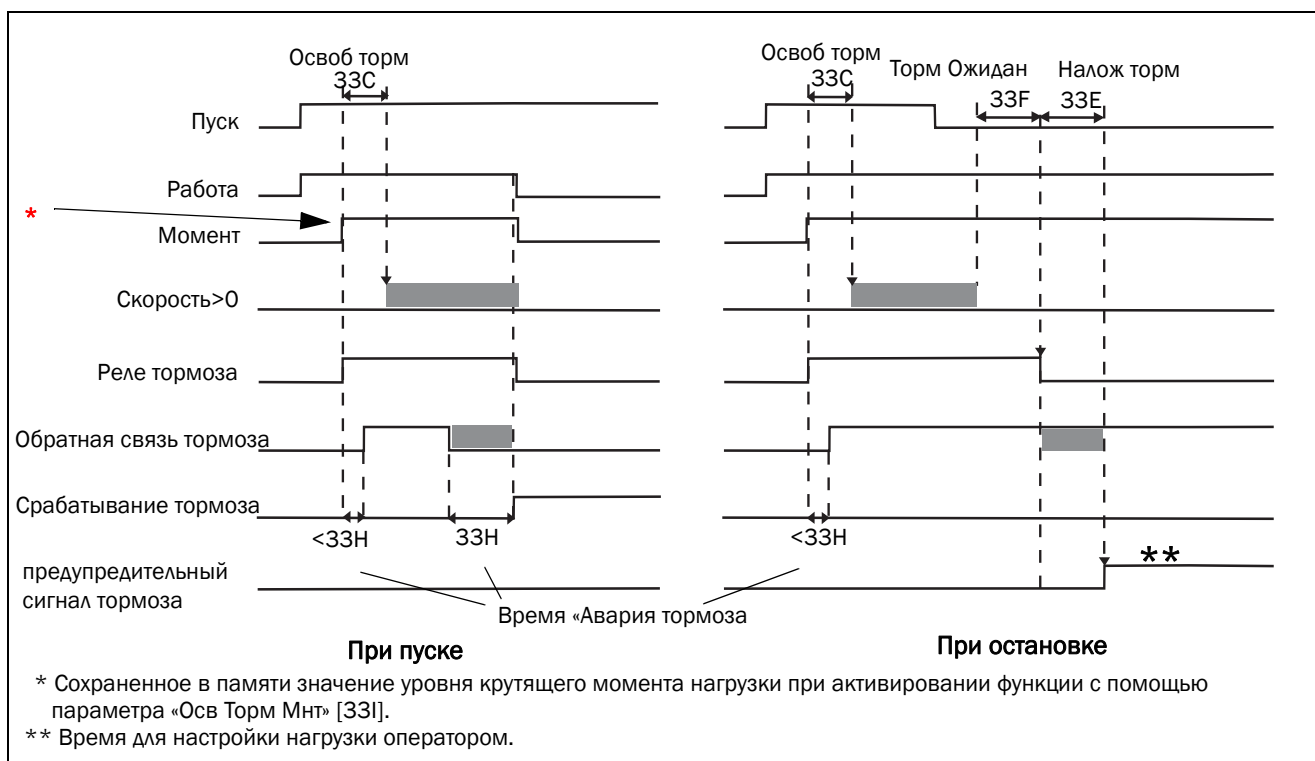 Освоб торм
33C
Освоб торм
33C
Торм Ожидан
33F
Налож торм
33E
Пуск
Работа
*
Момент
Скорость>0
Реле тормоза
Обратная связь тормоза
Срабатывание тормоза
<33H
33H
<33H
предупредительный
сигнал тормоза
**
Время «Авария тормоза
При пуске
При остановке
* Сохраненное в памяти значение уровня крутящего момента нагрузки при активировании функции с помощью
параметра «Осв Торм Мнт» [33I].
** Время для настройки нагрузки оператором.